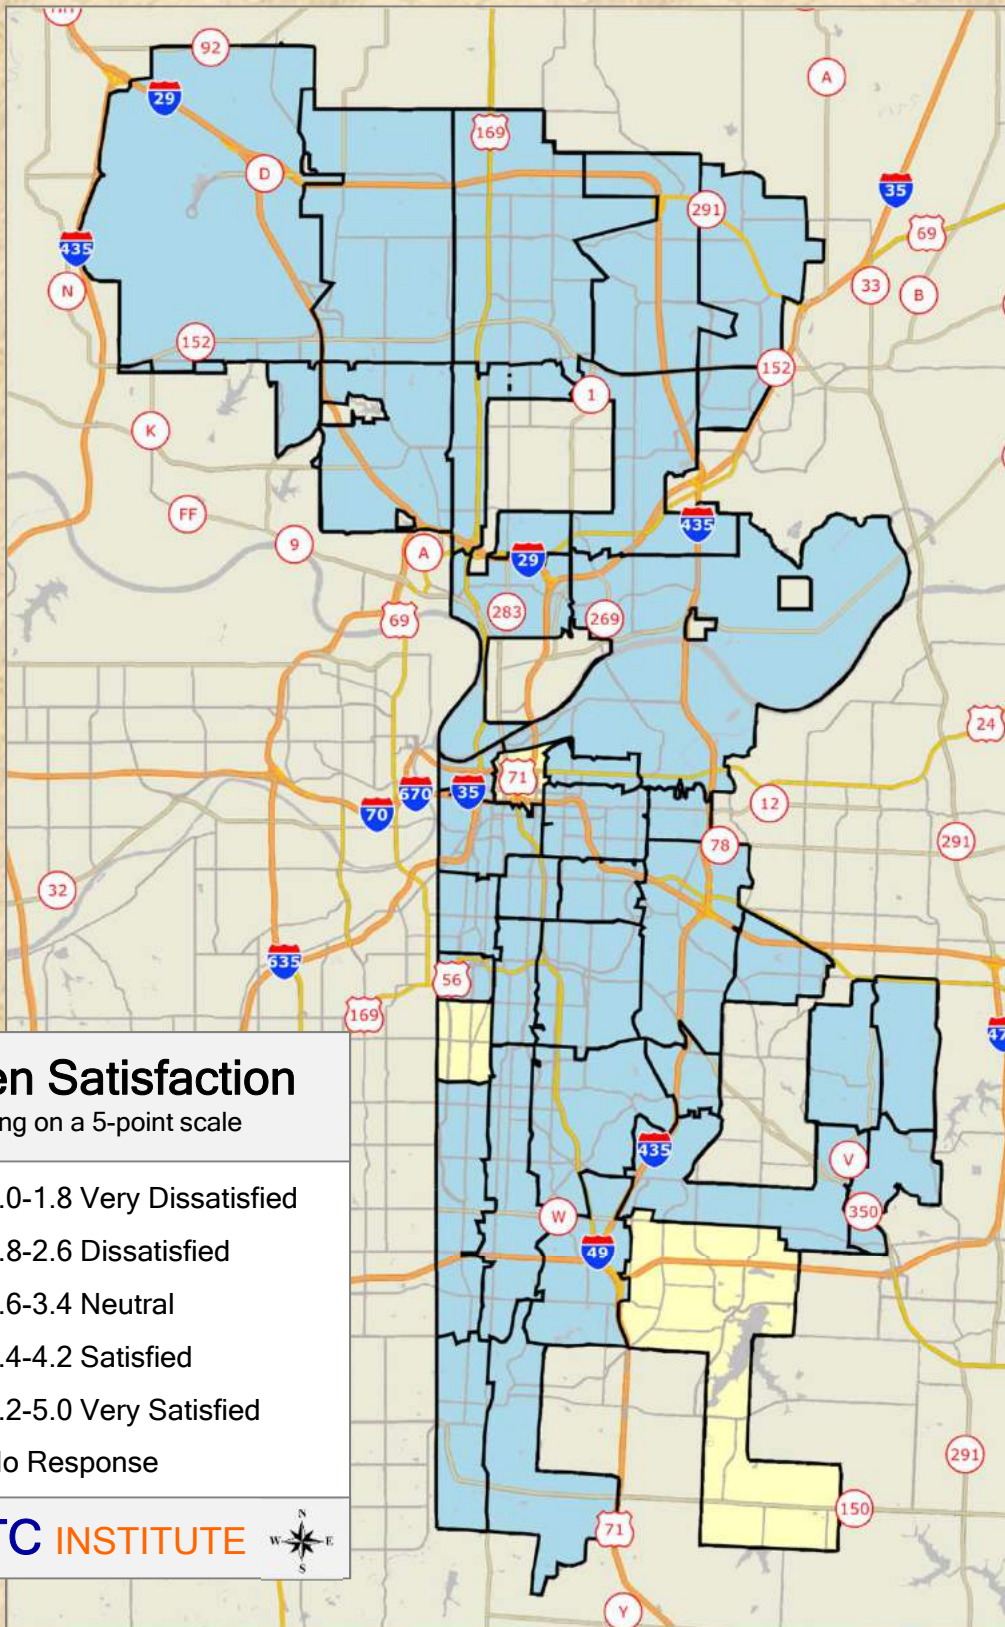 HH
92
A
29
169
D
35
291
69
435
N
33
B
152
152
1
K
FF
9
A
29
435
283
269
69
24
71
670
35
70
12
78
291
32
635
56
169
47
en Satisfaction
ng on a 5-point scale
435
V
.0-1.8 Very Dissatisfied
350
W
.8-2.6 Dissatisfied
49
.6-3.4 Neutral
.4-4.2 Satisfied
.2-5.0 Very Satisfied
o Response
291
150
TC INSTITUTE
N
W E
S
71
Y